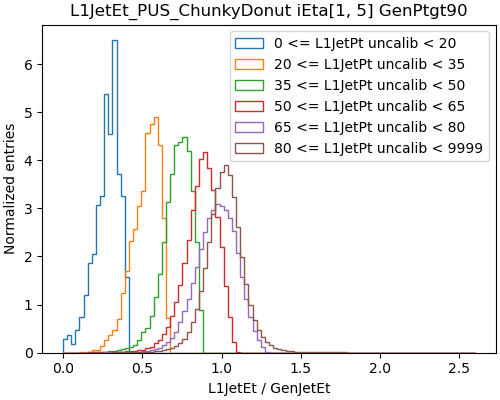 L1JetEt_PUS_ChunkyDonut iEta[1, 5] GenPtgt90
0 <= L1JetPt uncalib < 20
20 <= L1JetPt uncalib < 35
35 <= L1JetPt uncalib < 50
50 <= L1JetPt uncalib < 65
65 <= L1JetPt uncalib < 80
80 <= L1JetPt uncalib < 9999
Normalized entries
6
5
4
3
2
1
0
0.0 0.5 1.0 1.5 2.0 2.5
L1JetEt / GenJetEt